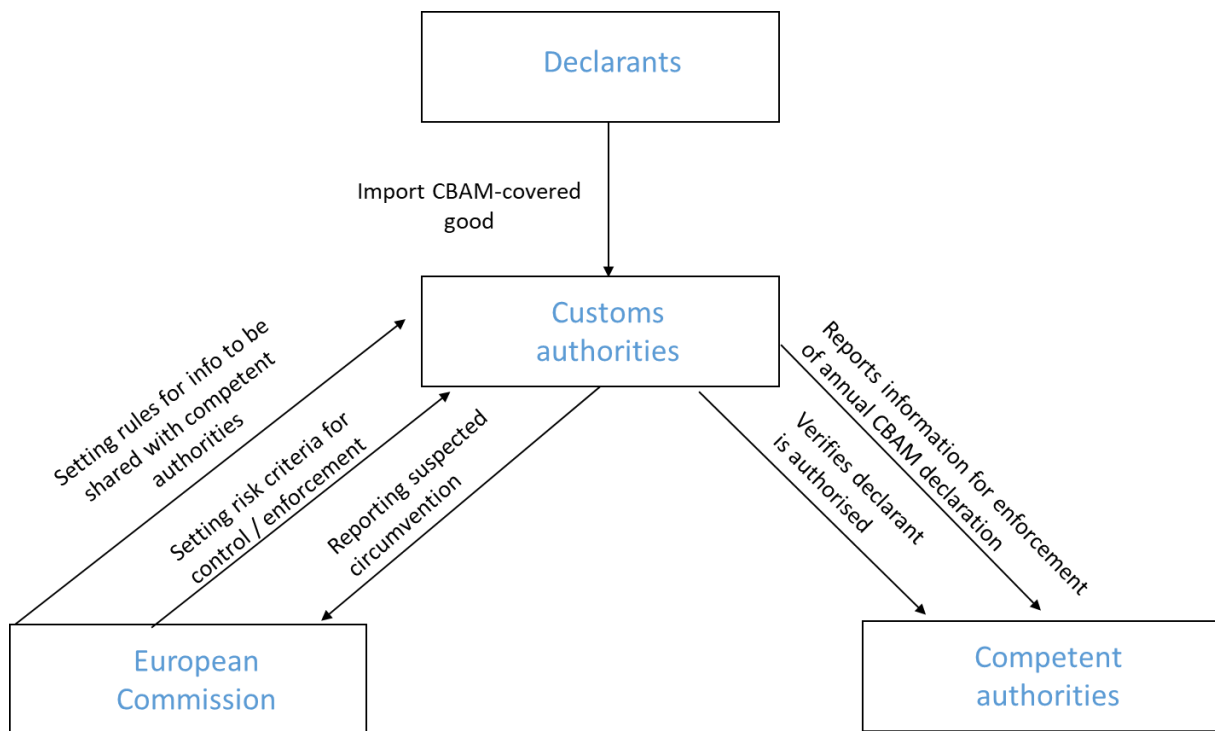 Declarants
Import CBAM-covered
good
Customs
authorities
Setting rules for info to be
shared with competent
authorities
Setting risk criteria for
control / enforcement
Reporting suspected
circumvention
Verifies declarant
is authorised
Reports information for enforcement
of annual CBAM declaration
European
Commission
Competent
authorities